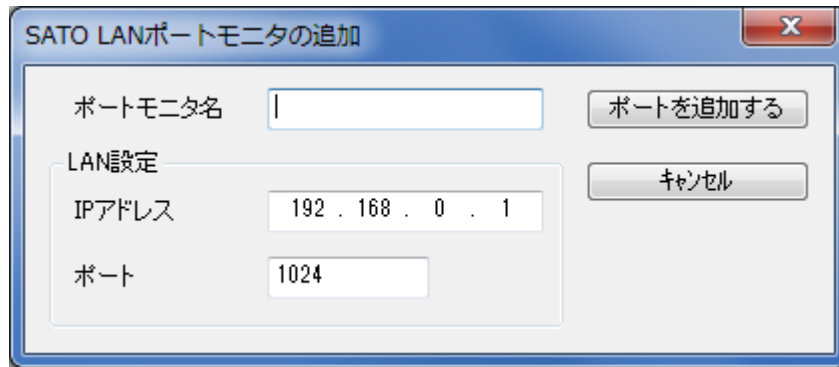 SATO LANポートモニタの追加
ポートモニタ名
ポートを追加する
LAN設定
キャンセル
IPアドレス 192 . 168 . 0 . 1
ポート 1024